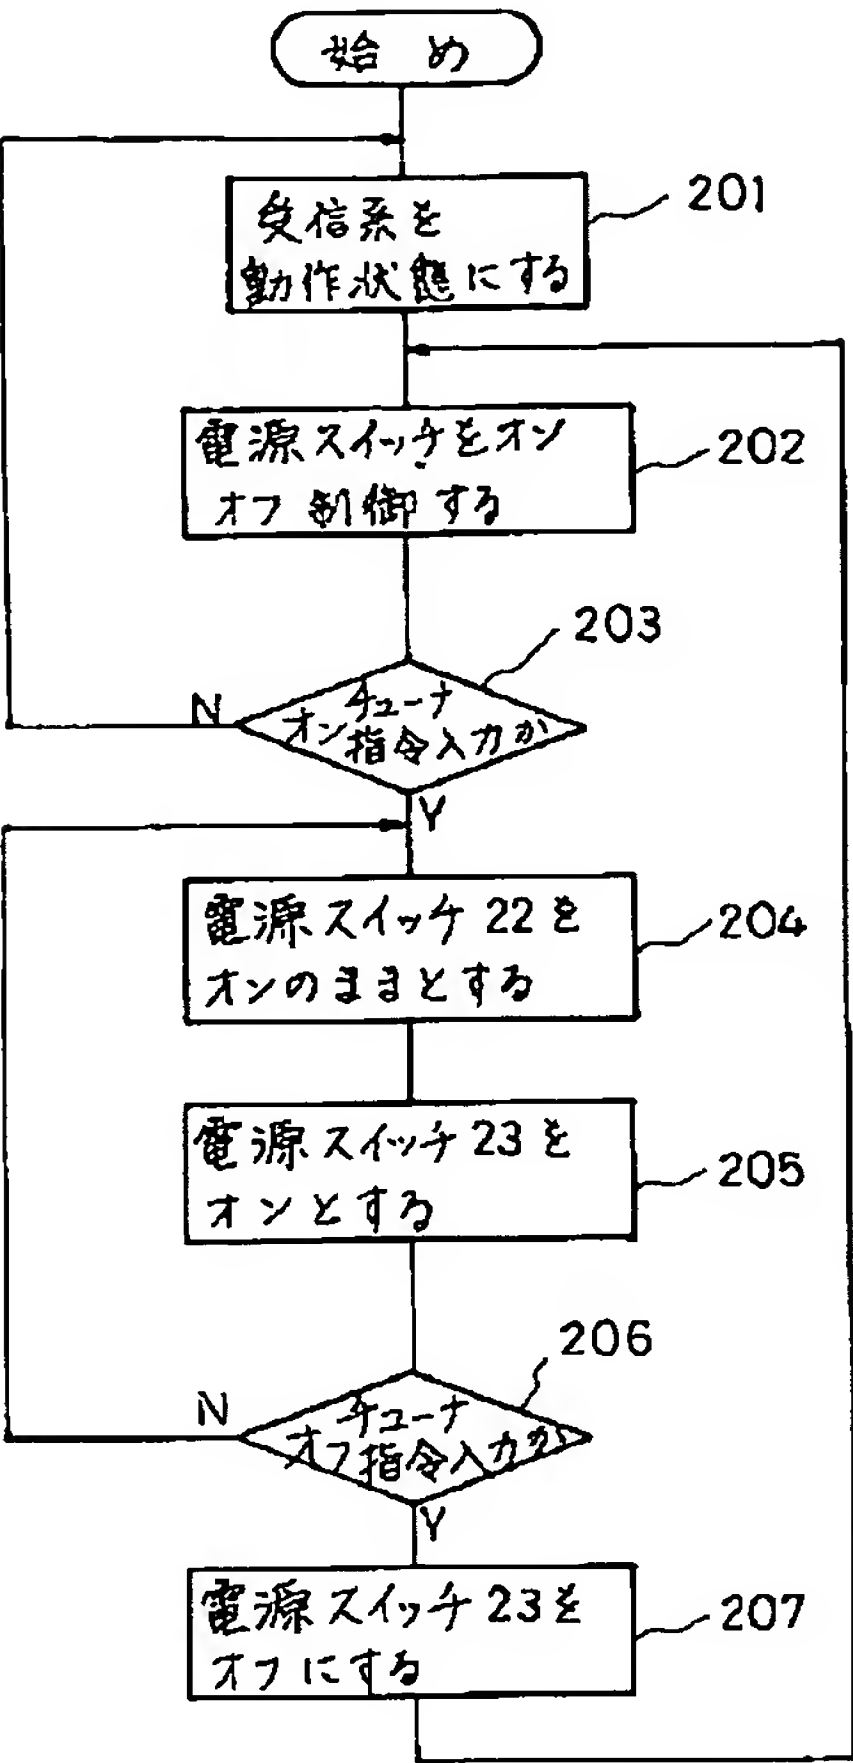 始め
受信系を
動作状態にする
201
電源スイッチをオン
オフ制御する
202
203
チューナ
オン指令入力か
N
Y
電源スイッチ22を
オンのままとする
204
電源スイッチ23を
オンとする
205
206
チューナ
オフ指令入力か
N
Y
電源スイッチ23を
オフにする
207